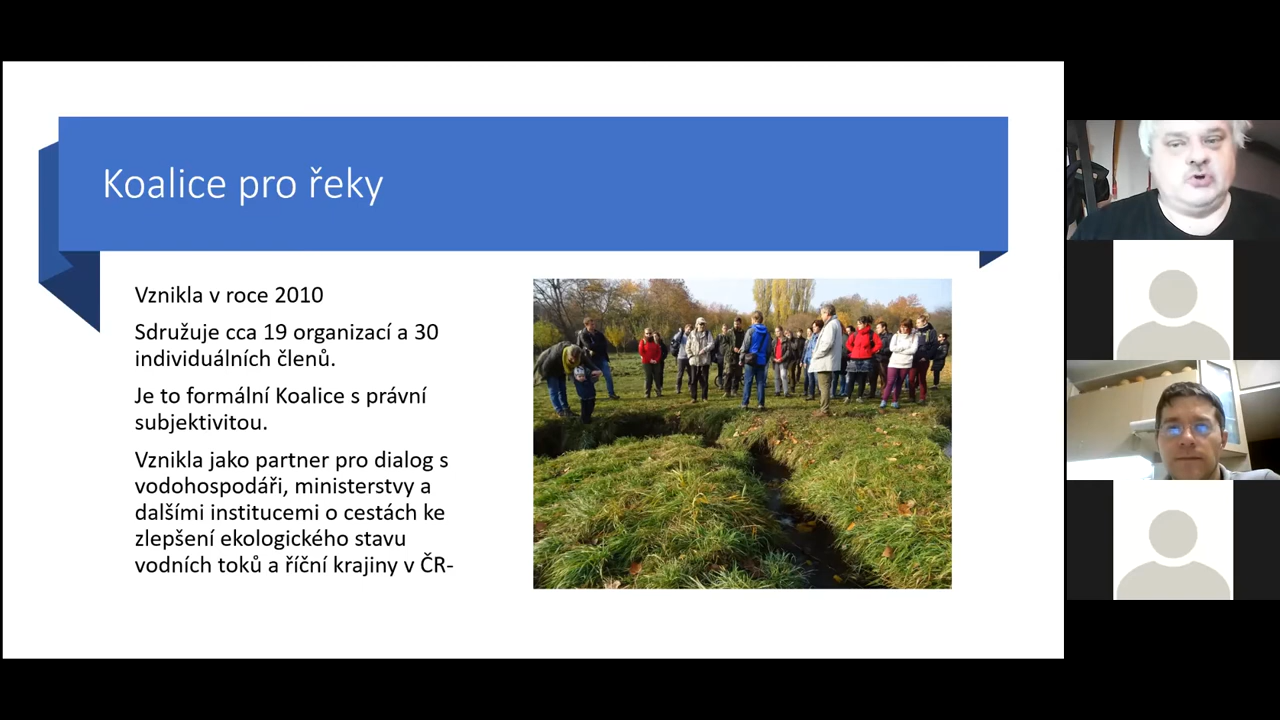 Koalice pro řeky
Vznikla v roce 2010
Sdružuje cca 19 organizací a 30
individuálních členů.
Je to formální Koalice s právní
subjektivitou.
Vznikla jako partner pro dialog s
vodohospodáři, ministerstvy a
dalšími institucemi o cestách ke
zlepšení ekologického stavu
vodních toků a říční krajiny v ČR-